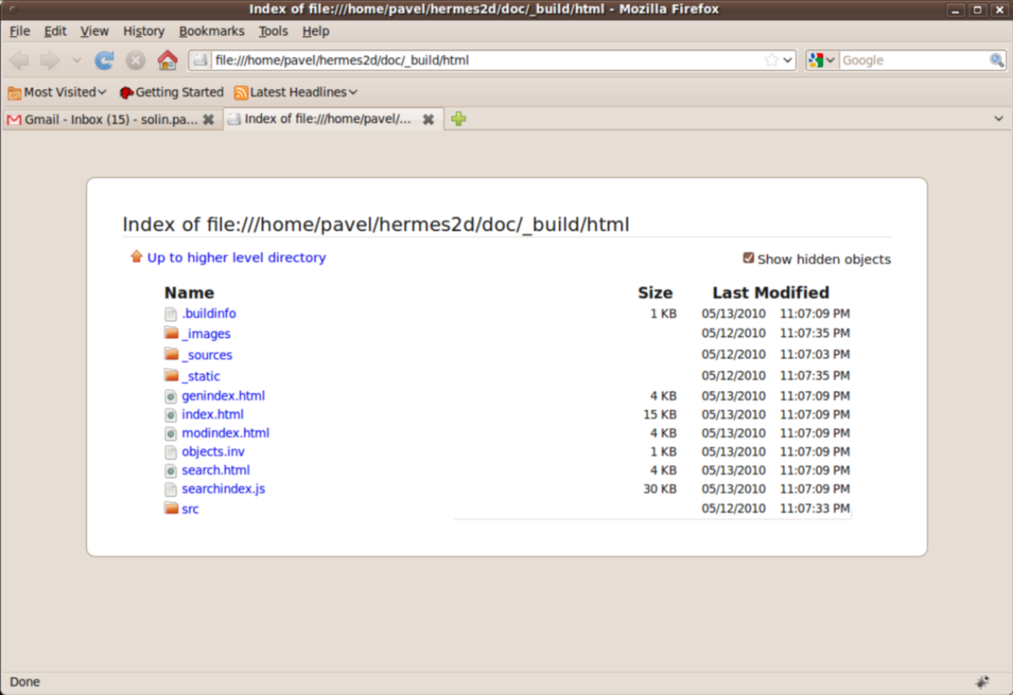 Index of file:///home/pavel/hermes2d/doc/_build/html - Mozilla Firefox
File Edit View History Bookmarks Tools Help
file:///home/pavel/hermes2d/doc/_build/html Google
Most Visited Getting Started Latest Headlines
Gmail - Inbox (15) - solin.pa... Index of file:///home/pavel/...
Index of file:///home/pavel/hermes2d/doc/_build/html
Up to higher level directory Show hidden objects
Name Size Last Modified
.buildinfo 1 KB 05/13/2010 11:07:09 PM
_images 05/12/2010 11:07:35 PM
_sources 05/12/2010 11:07:03 PM
_static 05/12/2010 11:07:35 PM
genindex.html 4 KB 05/13/2010 11:07:09 PM
index.html 15 KB 05/13/2010 11:07:09 PM
modindex.html 4 KB 05/13/2010 11:07:09 PM
objects.inv 1 KB 05/13/2010 11:07:09 PM
search.html 4 KB 05/13/2010 11:07:09 PM
searchindex.js 30 KB 05/13/2010 11:07:09 PM
src 05/12/2010 11:07:33 PM
Done